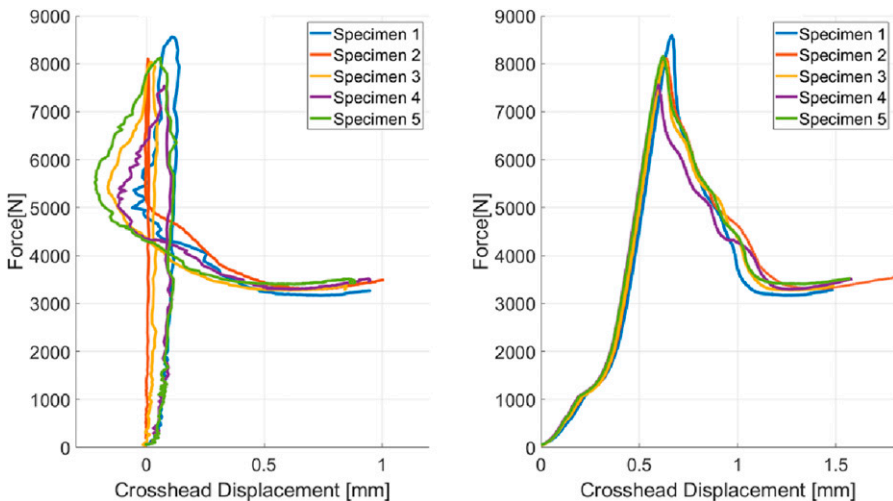 9000
8000
7000
6000
5000
4000
3000
2000
1000
0
Force[N]
0
0.5
1
Crosshead Displacement [mm]
Specimen 1
Specimen 2
Specimen 3
Specimen 4
Specimen 5
9000
8000
7000
6000
5000
4000
3000
2000
1000
0
Force[N]
0
0.5
1
1.5
Crosshead Displacement [mm]
Specimen 1
Specimen 2
Specimen 3
Specimen 4
Specimen 5